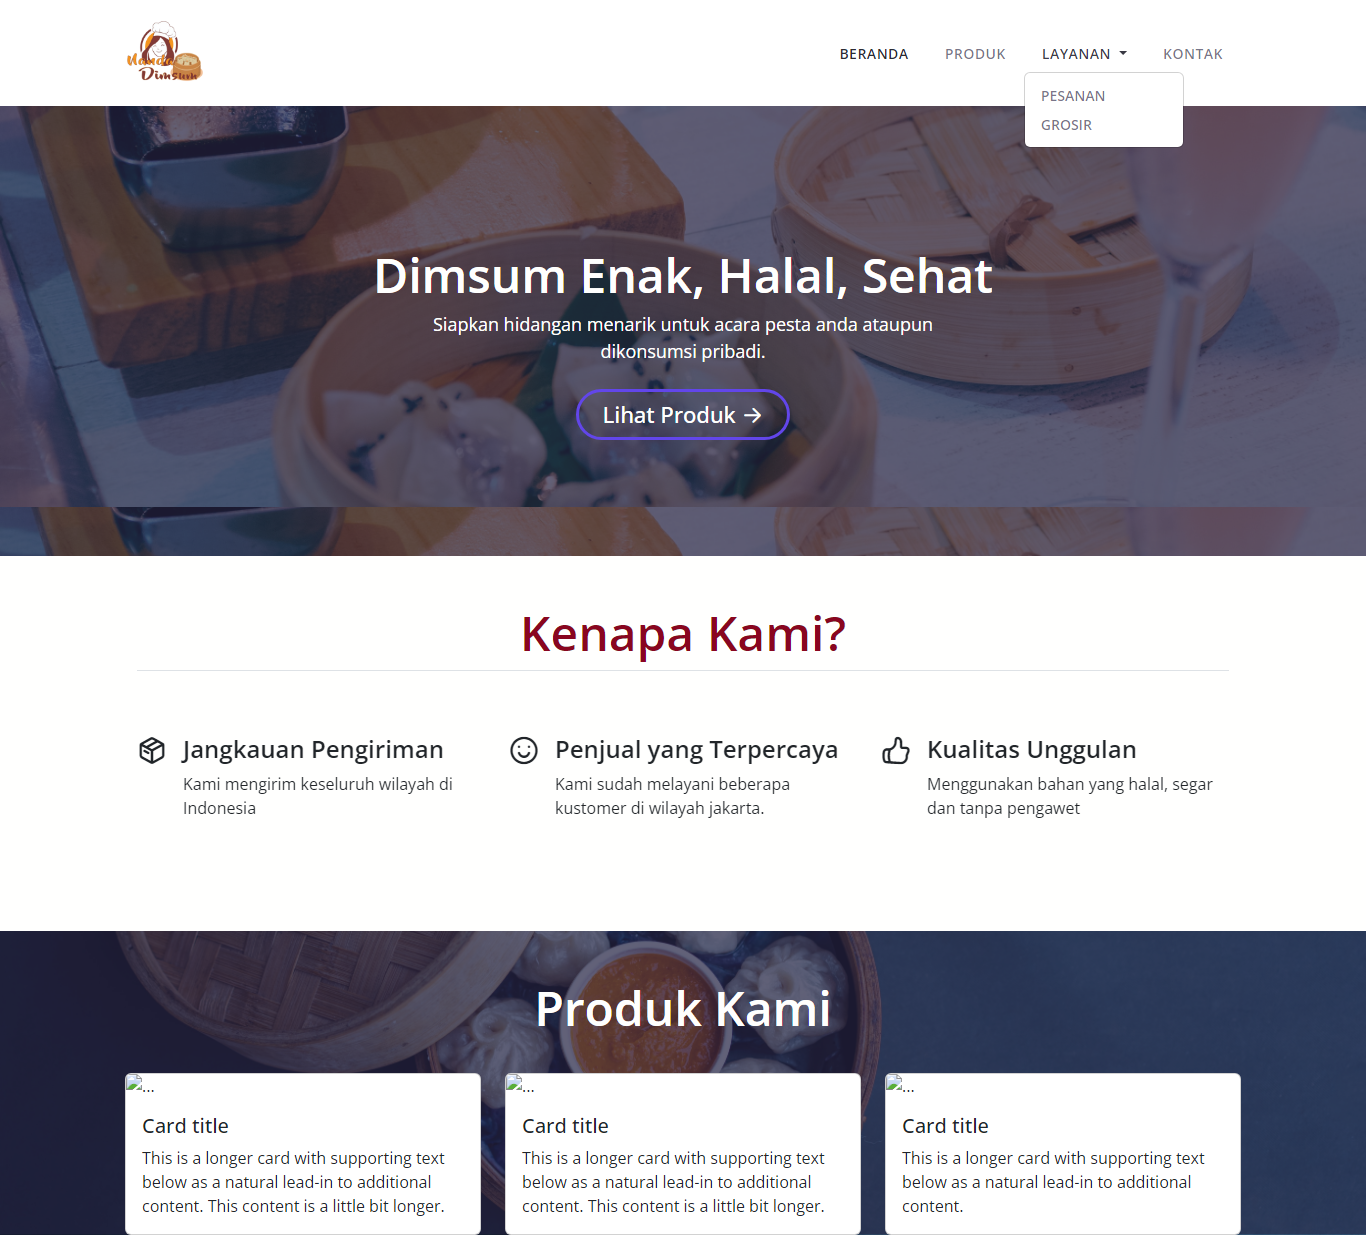 Nanda
Dimsum
BERANDA
PRODUK
LAYANAN
KONTAK
PESANAN
GROSIR
Dimsum Enak, Halal, Sehat
Siapkan hidangan menarik untuk acara pesta anda ataupun
dikonsumsi pribadi.
Lihat Produk →
Kenapa Kami?
Jangkauan Pengiriman
Kami mengirim keseluruh wilayah di
Indonesia
Penjual yang Terpercaya
Kami sudah melayani beberapa
kustomer di wilayah jakarta.
Kualitas Unggulan
Menggunakan bahan yang halal, segar
dan tanpa pengawet
Produk Kami
...
Card title
This is a longer card with supporting text
below as a natural lead-in to additional
content. This content is a little bit longer.
...
Card title
This is a longer card with supporting text
below as a natural lead-in to additional
content. This content is a little bit longer.
...
Card title
This is a longer card with supporting text
below as a natural lead-in to additional
content.